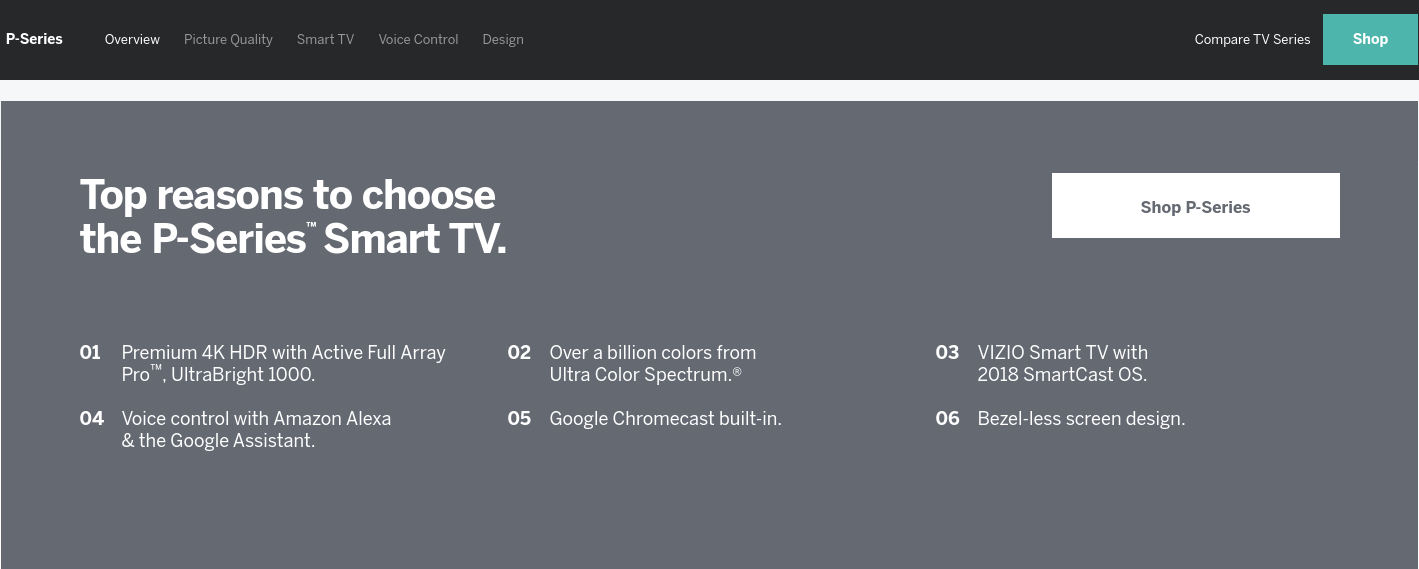 P-Series Overview Picture Quality Smart TV Voice Control Design Compare TV Series Shop
Top reasons to choose
the P-Series™ Smart TV.
Shop P-Series
01 Premium 4K HDR with Active Full Array
Pro™, UltraBright 1000.
02 Over a billion colors from
Ultra Color Spectrum.®
03 VIZIO Smart TV with
2018 SmartCast OS.
04 Voice control with Amazon Alexa
& the Google Assistant.
05 Google Chromecast built-in.
06 Bezel-less screen design.